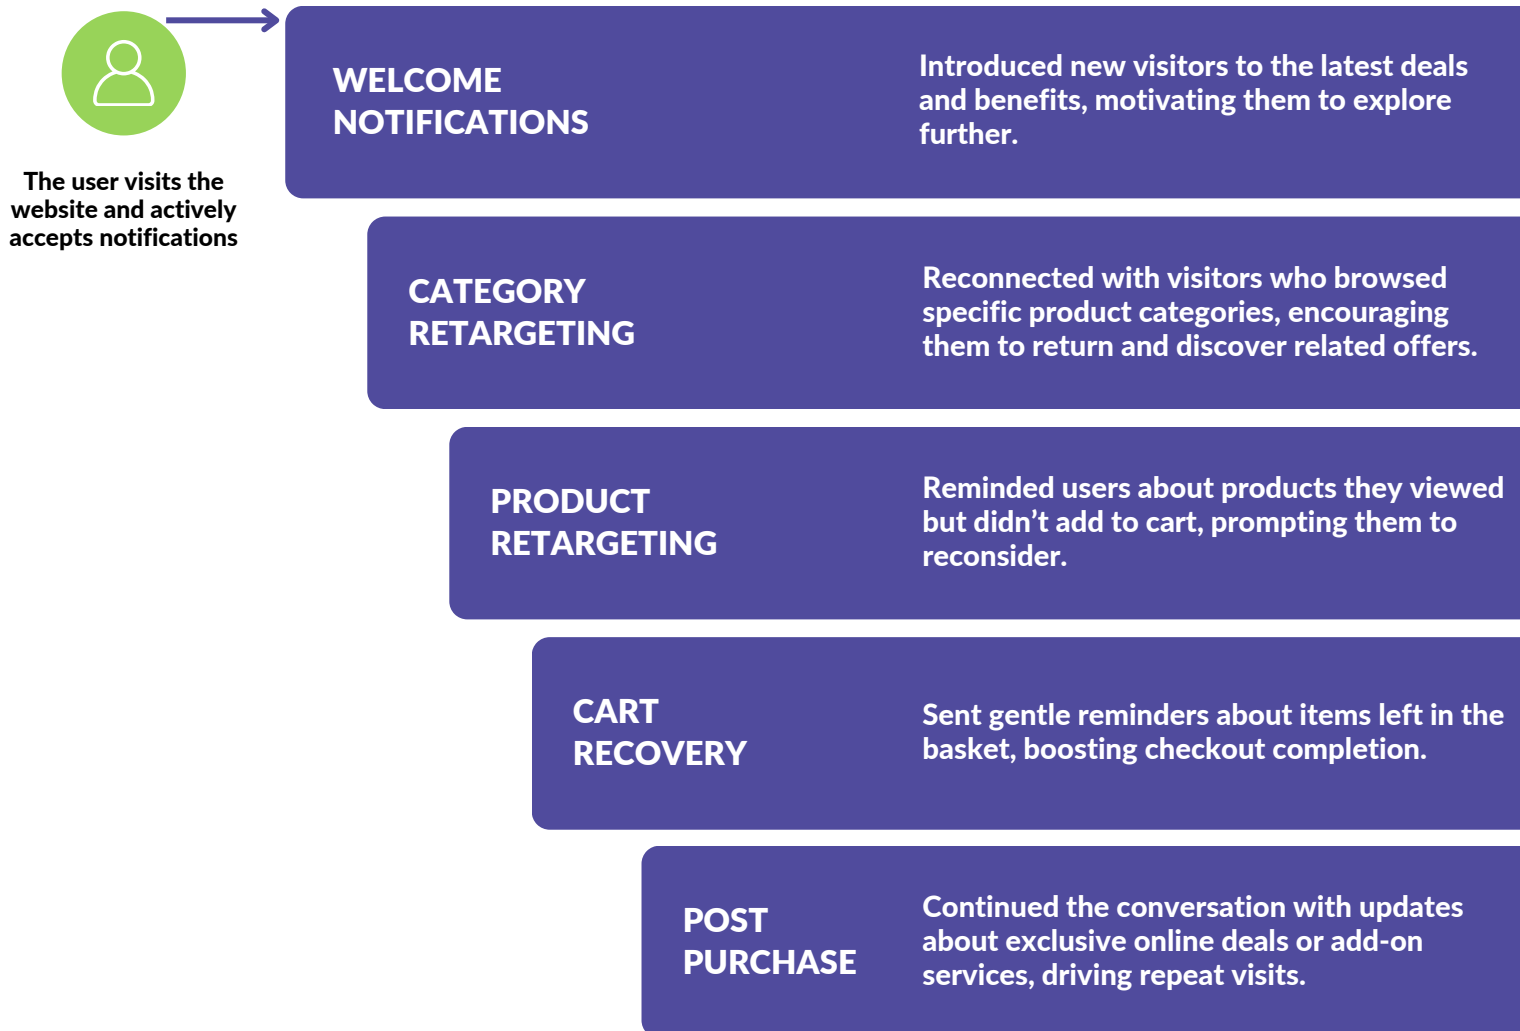 The user visits the
website and actively
accepts notifications
WELCOME
NOTIFICATIONS
Introduced new visitors to the latest deals
and benefits, motivating them to explore
further.
CATEGORY
RETARGETING
Reconnected with visitors who browsed
specific product categories, encouraging
them to return and discover related offers.
PRODUCT
RETARGETING
Reminded users about products they viewed
but didn’t add to cart, prompting them to
reconsider.
CART
RECOVERY
Sent gentle reminders about items left in the
basket, boosting checkout completion.
POST
PURCHASE
Continued the conversation with updates
about exclusive online deals or add-on
services, driving repeat visits.